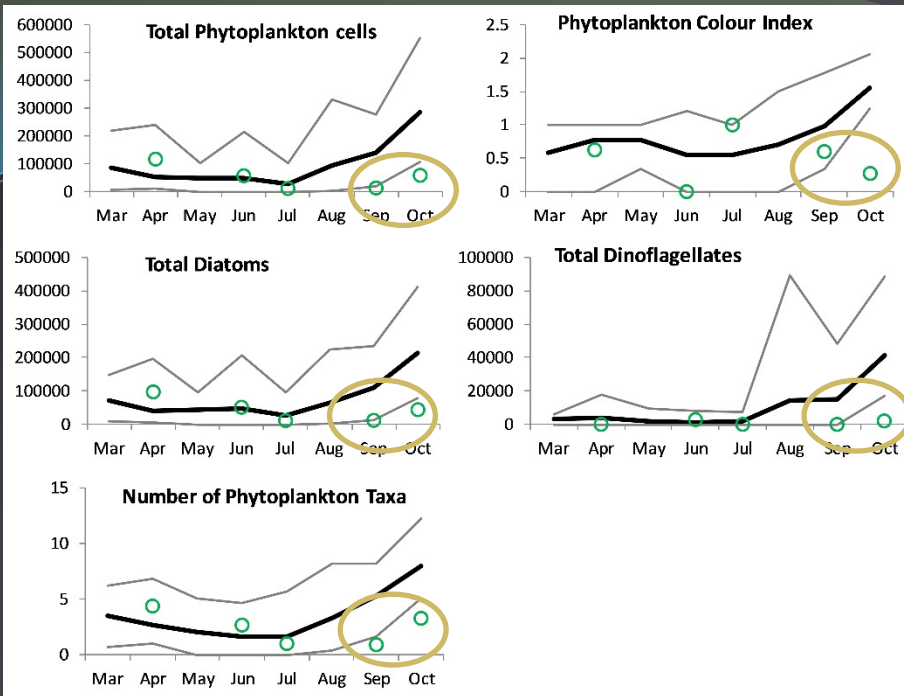 Total Phytoplankton cells
600000
500000
400000
300000
200000
100000
0
Mar Apr May Jun Jul Aug Sep Oct
Phytoplankton Colour Index
2.5
2
1.5
1
0.5
0
Mar Apr May Jun Jul Aug Sep Oct
Total Diatoms
500000
400000
300000
200000
100000
0
Mar Apr May Jun Jul Aug Sep Oct
Total Dinoflagellates
100000
80000
60000
40000
20000
0
Mar Apr May Jun Jul Aug Sep Oct
Number of Phytoplankton Taxa
15
10
5
0
Mar Apr May Jun Jul Aug Sep Oct